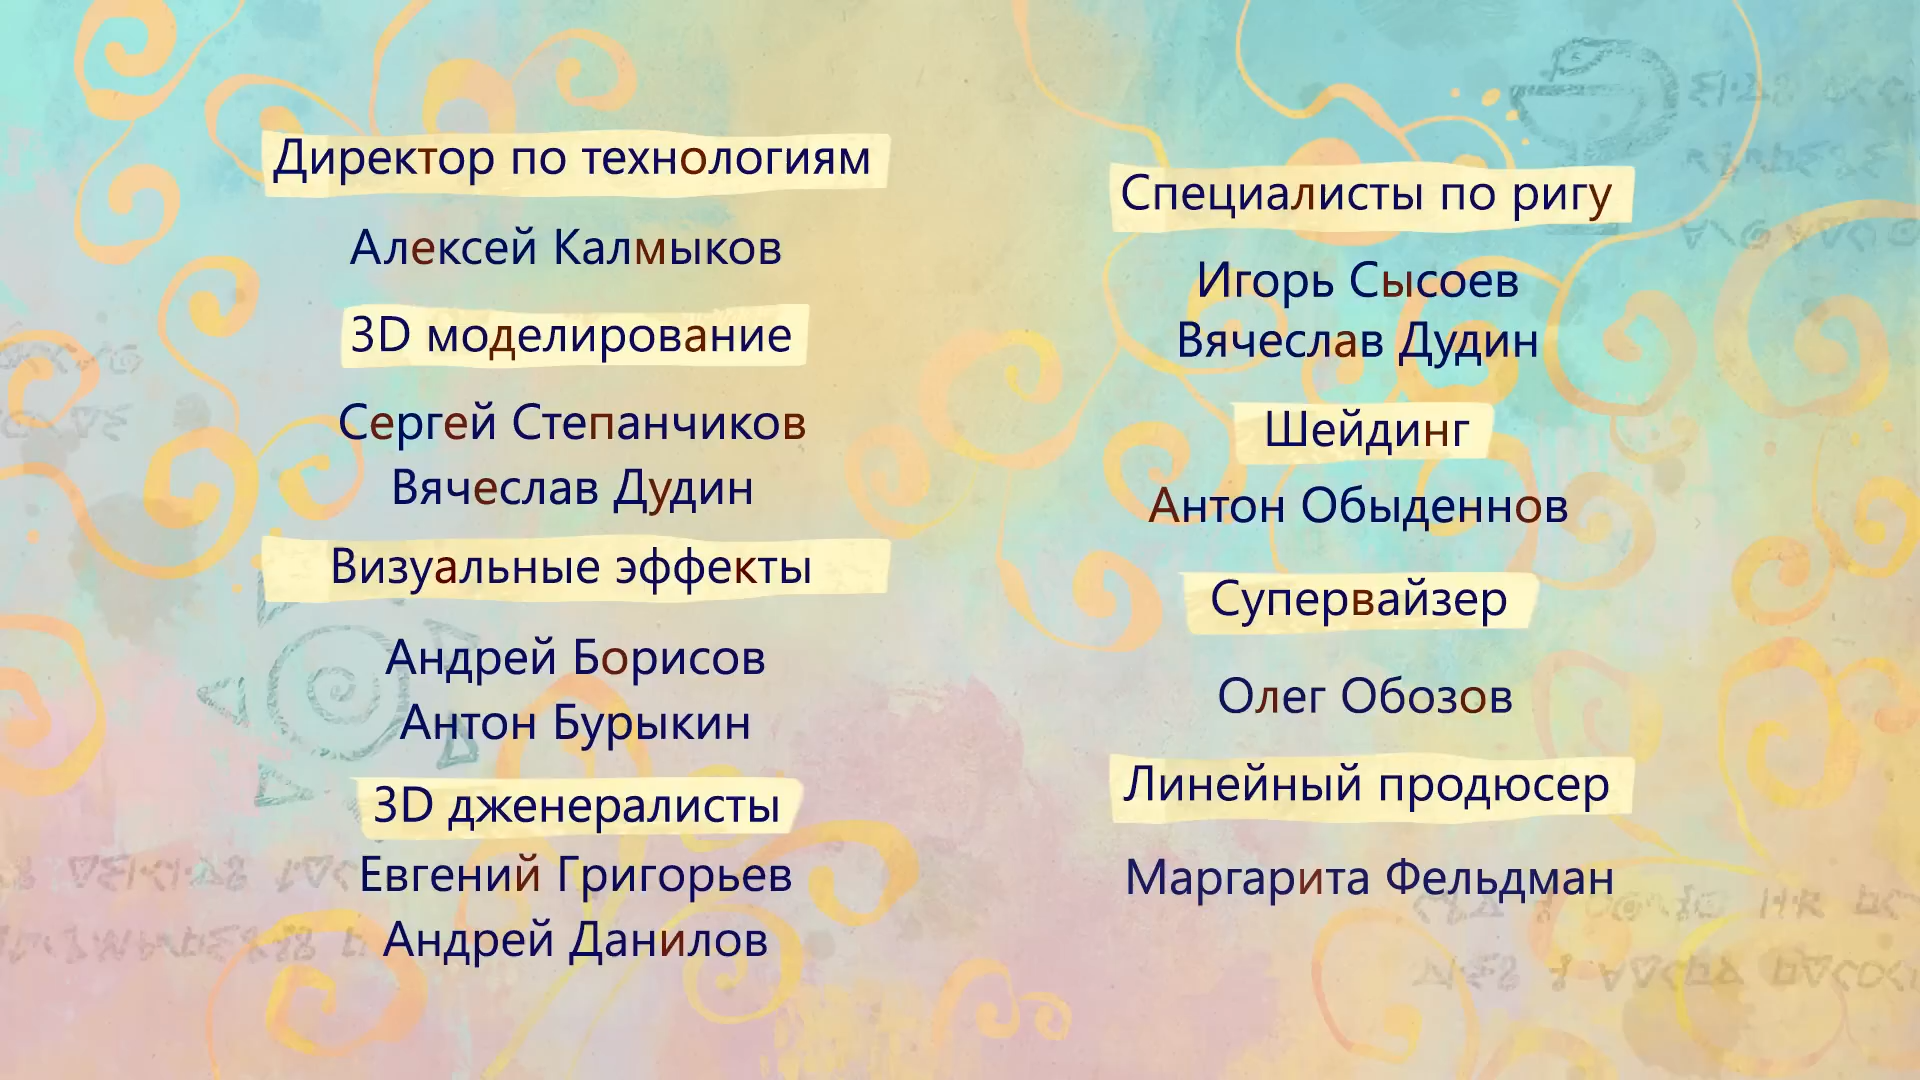 Директор по технологиям
Алексей Калмыков
3D моделирование
Сергей Степанчиков
Вячеслав Дудин
Визуальные эффекты
Андрей Борисов
Антон Бурыкин
3D дженералисты
Евгений Григорьев
Андрей Данилов
Специалисты по ригу
Игорь Сысоев
Вячеслав Дудин
Шейдинг
Антон Обыденнов
Супервайзер
Олег Обозов
Линейный продюсер
Маргарита Фельдман